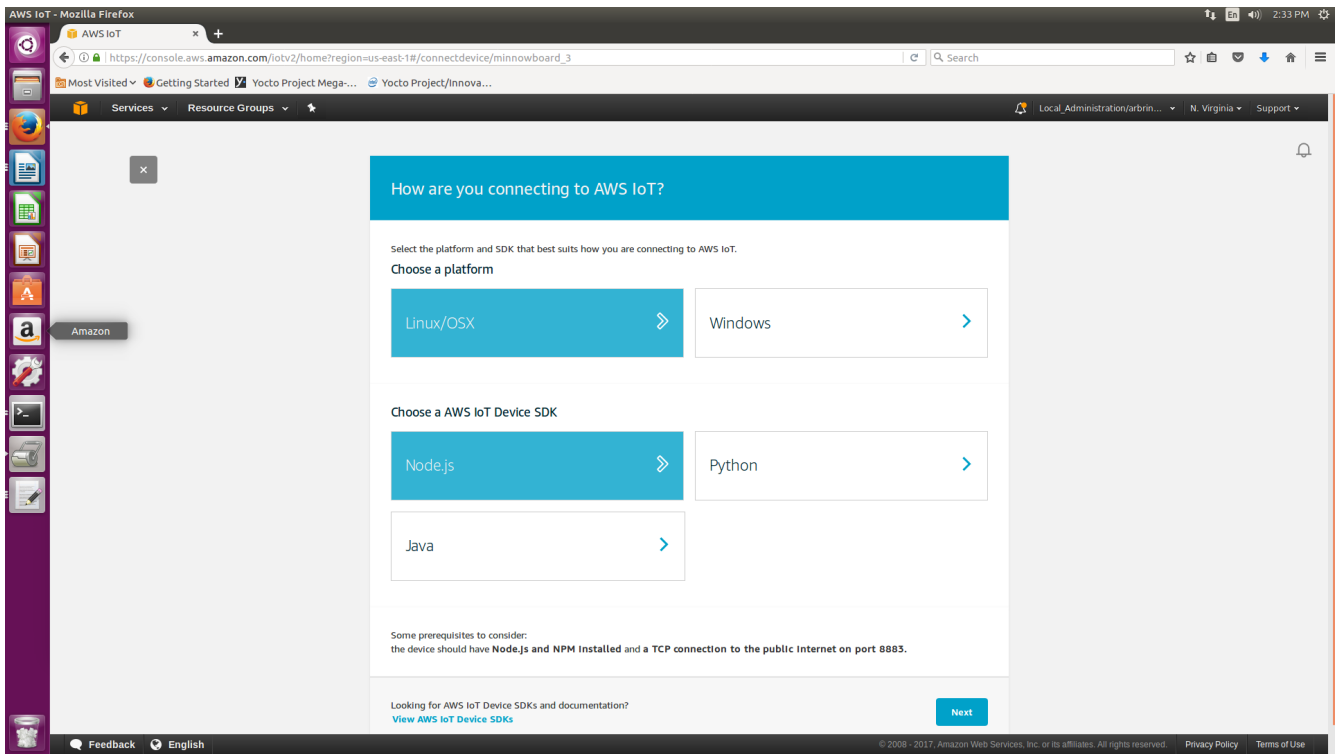 AWS IoT - Mozilla Firefox
En
2:33 PM
AWS IoT
https://console.aws.amazon.com/iotv2/home?region=us-east-1#/connectdevice/minnowboard_3
Search
Most Visited
Getting Started
Yocto Project Mega-...
Yocto Project/Innova...
Services
Resource Groups
Local_Administration/arbrin...
N. Virginia
Support
How are you connecting to AWS IoT?
Select the platform and SDK that best suits how you are connecting to AWS IoT.
Choose a platform
Linux/OSX
Windows
a
Amazon
Choose a AWS IoT Device SDK
Node.js
Python
Java
Some prerequisites to consider:
the device should have Node.js and NPM installed and a TCP connection to the public internet on port 8883.
Looking for AWS IoT Device SDKs and documentation?
View AWS IoT Device SDKs
Next
Feedback
English
© 2008 - 2017, Amazon Web Services, Inc. or its affiliates. All rights reserved.
Privacy Policy
Terms of Use